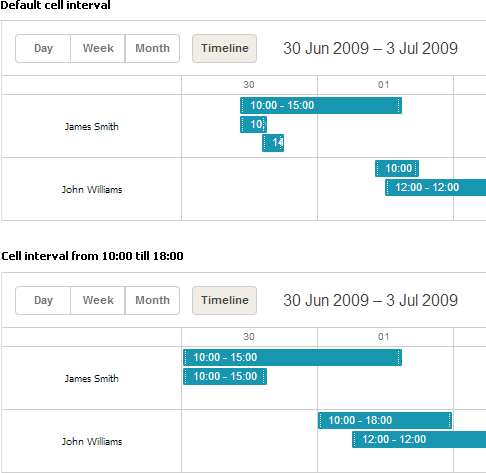 Default cell interval
Day Week Month Timeline 30 Jun 2009 – 3 Jul 2009
30 01
10:00 - 15:00
James Smith
10:
14
10:00
John Williams
12:00 - 12:00
Cell interval from 10:00 till 18:00
Day Week Month Timeline 30 Jun 2009 – 3 Jul 2009
30 01
10:00 - 15:00
James Smith
10:00 - 15:00
10:00 - 18:00
John Williams
12:00 - 12:00